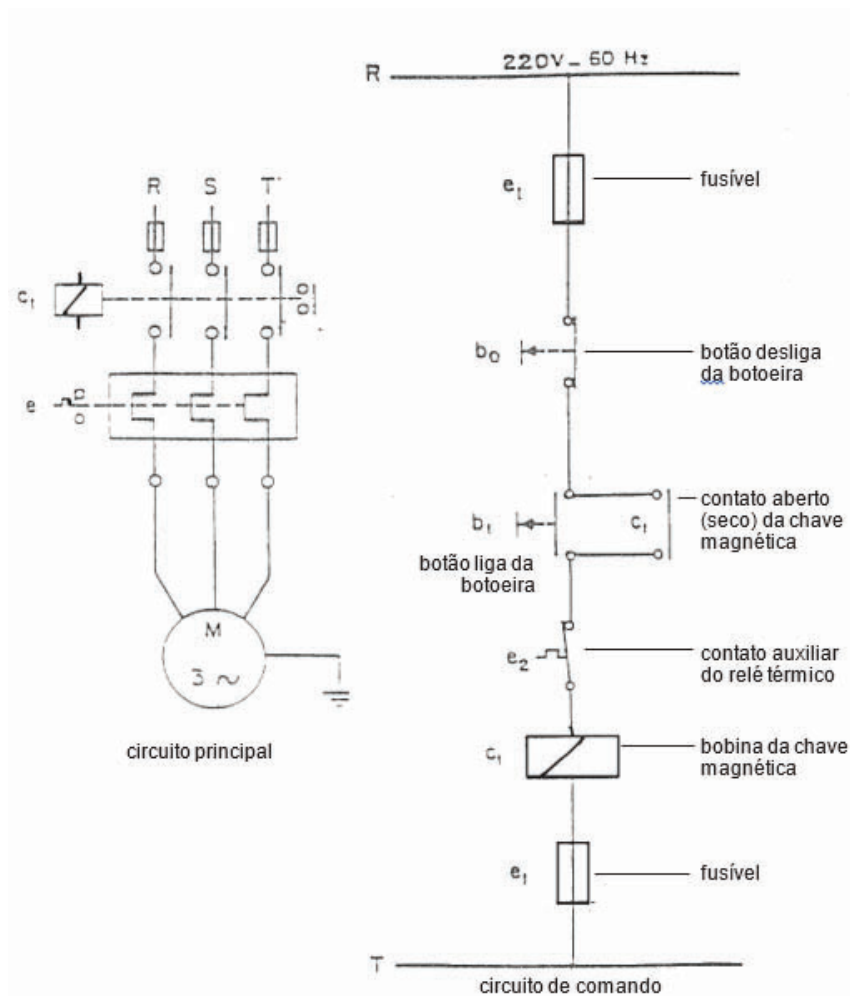 220V - 60 Hz
R
e1
fusível
R S T
c1
b0
botão desliga
da botoeira
e
b1
c1
contato aberto
(seco) da chave
magnética
botão liga da
botoeira
M
3 ~
e2
contato auxiliar
do relé térmico
circuito principal
c1
bobina da chave
magnética
e1
fusível
T
circuito de comando